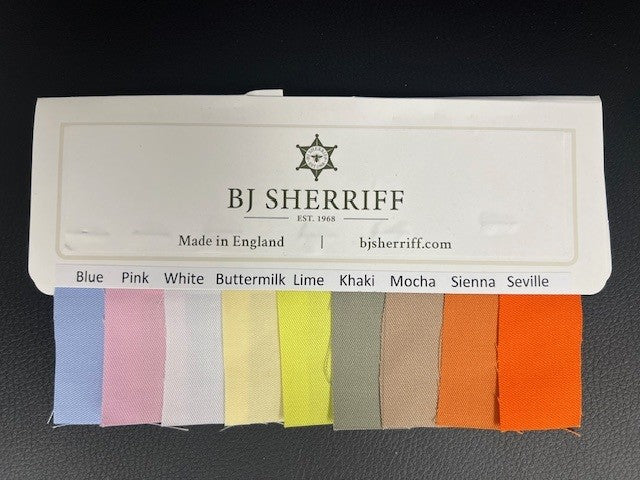 BJ SHERRIFF
EST. 1968
Made in England | bjsherriff.com
Blue Pink White Buttermilk Lime Khaki Mocha Sienna Seville